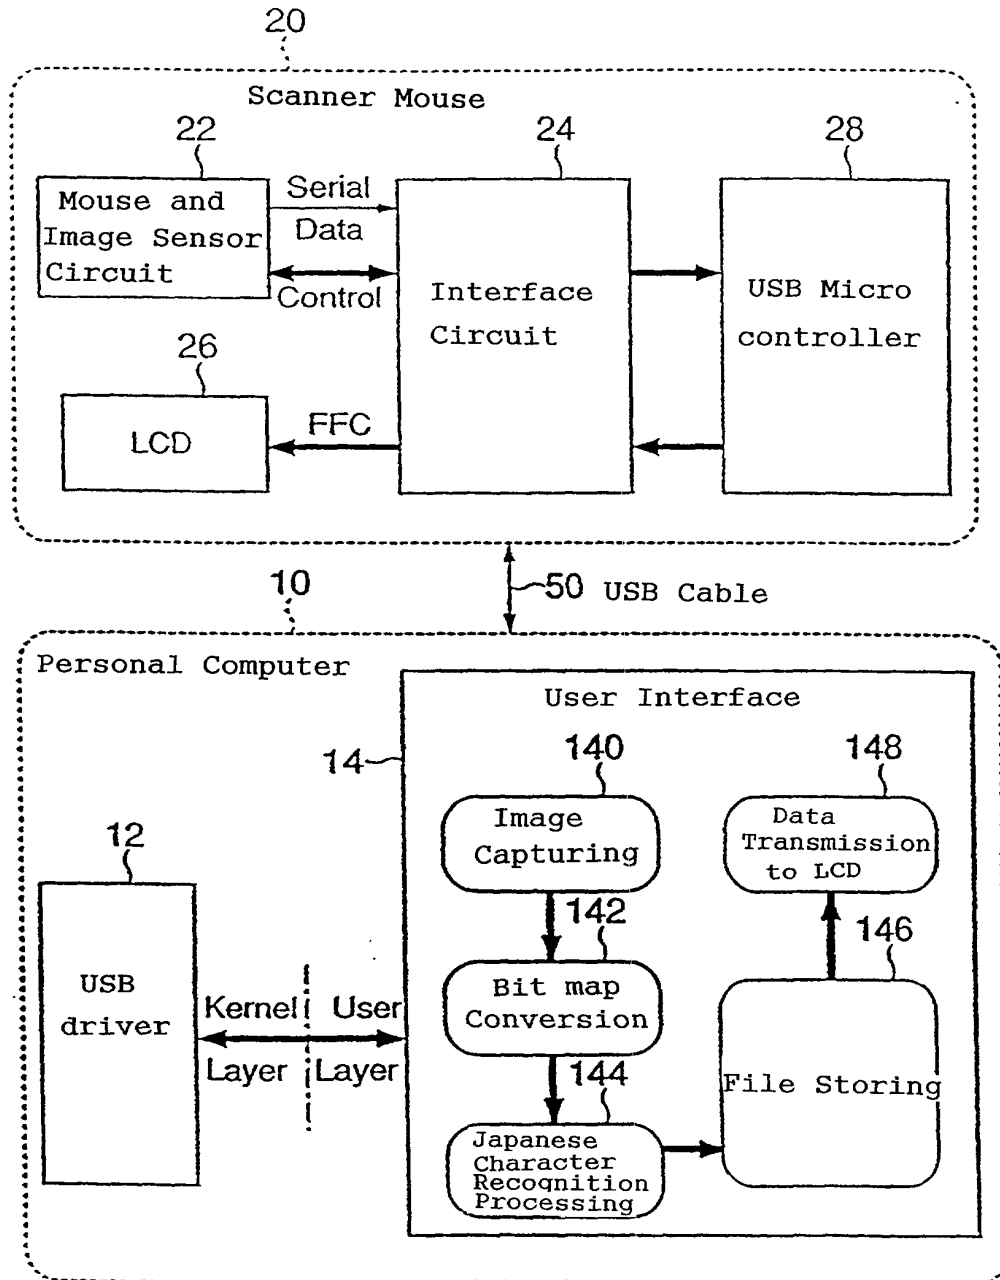 20
Scanner Mouse
22
24
28
Mouse and
Image Sensor
Circuit
Serial
Data
Control
Interface
Circuit
USB Micro
controller
26
LCD
FFC
50 USB Cable
10
Personal Computer
User Interface
14
140
148
Image
Capturing
Data
Transmission
to LCD
12
142
146
USB
driver
Kernel
Layer
User
Layer
Bit map
Conversion
File Storing
144
Japanese
Character
Recognition
Processing